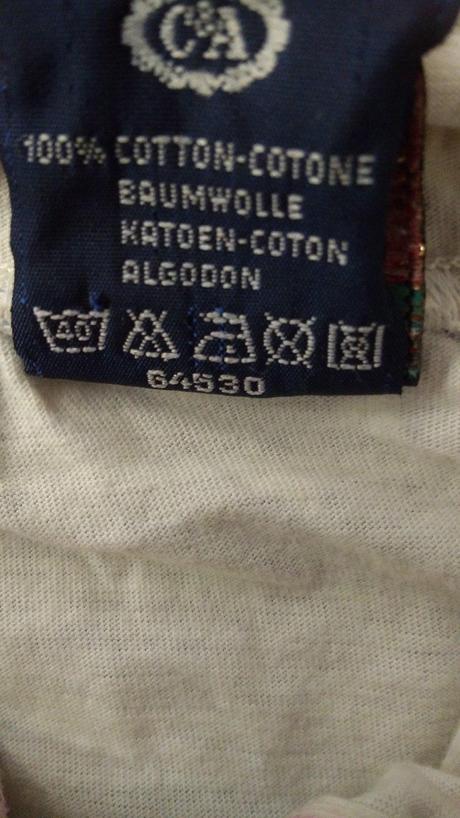 C&A
100% COTTON-COTONE
BAUMWOLLE
KATOEN-COTON
ALGODON
40
64530